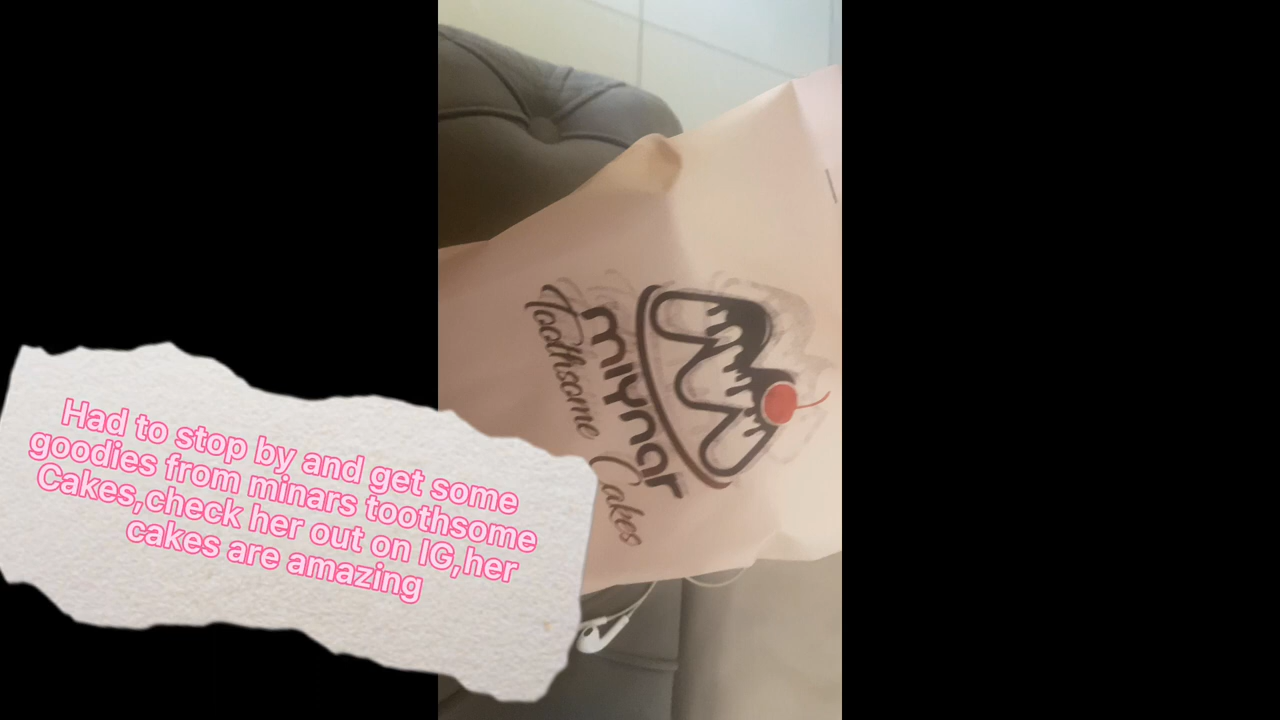 Had to stop by and get some
goodies from minars toothsome
Cakes,check her out on IG,her
cakes are amazing
miynar
Toothsome Cakes